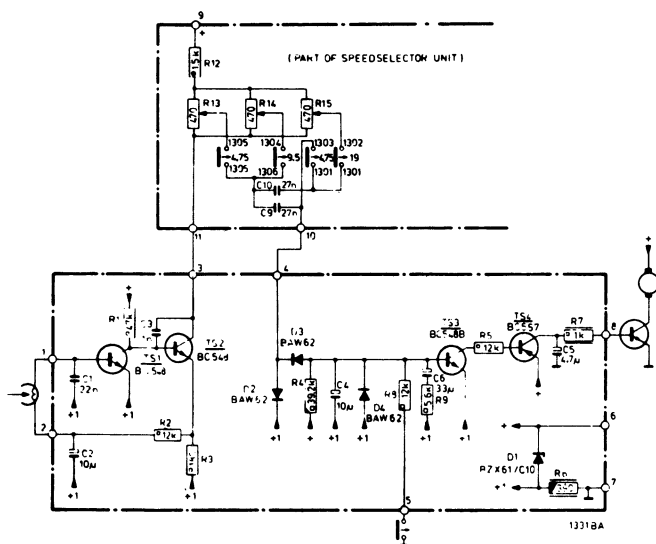 9
+
1,5k R12
(PART OF SPEEDSELECTOR UNIT)
470 R13
470 R14
470 R15
1305 4,75 1305
1304 9.5 1306
1303 4,75 1301
1302 19 1301
C10 27n
C9 27n
11
10
3
4
+
R1
C3
TS2
BC548
1
TS1
BC548
C1
22n
+1
+1
2
R2
12k
C2
10µ
+1
R3
+1
D3
BAW62
D2
BAW62
+1
R4
39,2k
+
C4
10µ
+1
D4
BAW62
+1
R8
12k
TS3
BC548B
C6
33µ
5.6k
R9
+1
+1
R5
12k
TS4
BC557
+
R7
1k
C5
4.7µ
8
+
+
6
D1
BZX61/C10
+1
R6
7
5
1331BA